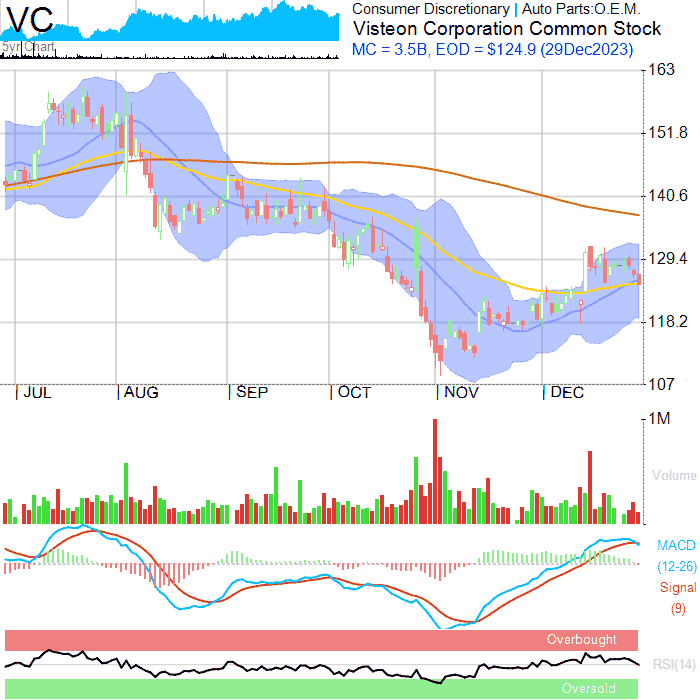 VC
5yr Chart
Consumer Discretionary | Auto Parts:O.E.M.
Visteon Corporation Common Stock
MC = 3.5B, EOD = $124.9 (29Dec2023)
163
151.8
140.6
129.4
118.2
107
JUL AUG SEP OCT NOV DEC
1M
Volume
MACD
(12-26)
Signal
(9)
Overbought
RSI(14)
Oversold